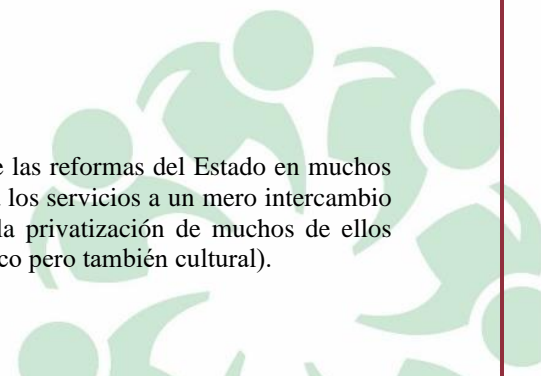 las reformas del Estado en muchos
los servicios a un mero intercambio
la privatización de muchos de ellos
pero también cultural).